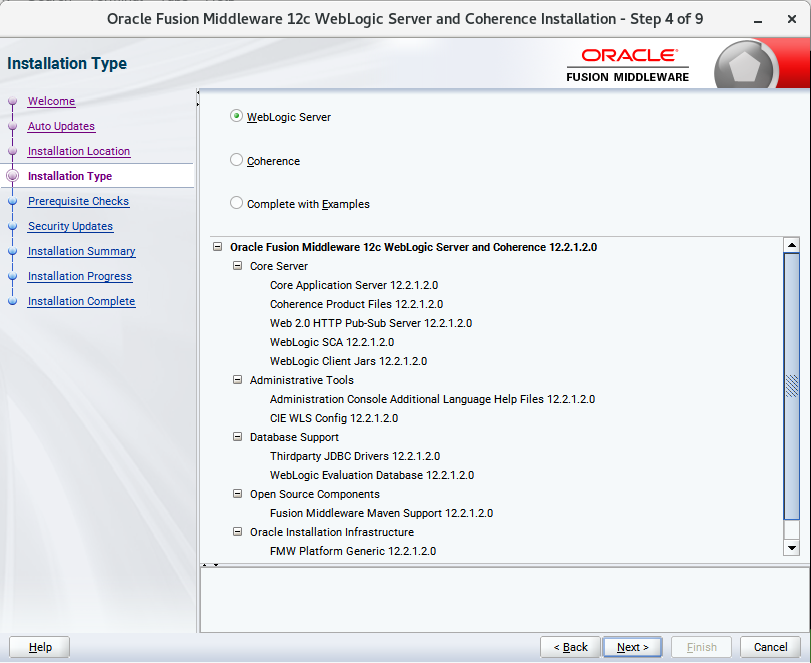 Oracle Fusion Middleware 12c WebLogic Server and Coherence Installation - Step 4 of 9
Installation Type
ORACLE
FUSION MIDDLEWARE
Welcome
Auto Updates
Installation Location
Installation Type
Prerequisite Checks
Security Updates
Installation Summary
Installation Progress
Installation Complete
WebLogic Server
Coherence
Complete with Examples
Oracle Fusion Middleware 12c WebLogic Server and Coherence 12.2.1.2.0
Core Server
Core Application Server 12.2.1.2.0
Coherence Product Files 12.2.1.2.0
Web 2.0 HTTP Pub-Sub Server 12.2.1.2.0
WebLogic SCA 12.2.1.2.0
WebLogic Client Jars 12.2.1.2.0
Administrative Tools
Administration Console Additional Language Help Files 12.2.1.2.0
CIE WLS Config 12.2.1.2.0
Database Support
Thirdparty JDBC Drivers 12.2.1.2.0
WebLogic Evaluation Database 12.2.1.2.0
Open Source Components
Fusion Middleware Maven Support 12.2.1.2.0
Oracle Installation Infrastructure
FMW Platform Generic 12.2.1.2.0
Help
< Back
Next >
Finish
Cancel